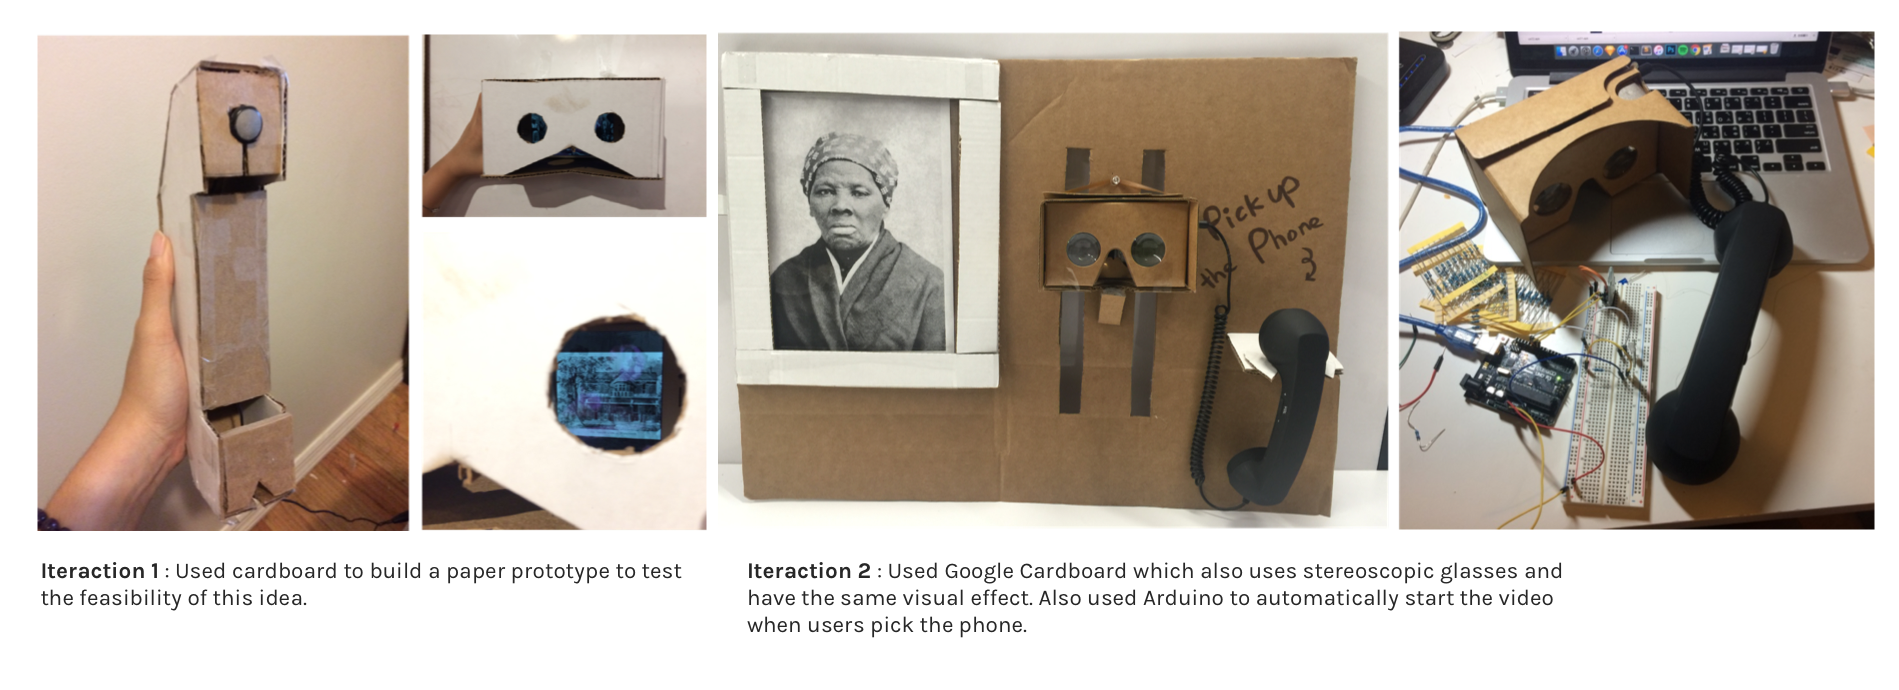 Pick up
the Phone
Iteraction 1 : Used cardboard to build a paper prototype to test
the feasibility of this idea.
Iteraction 2 : Used Google Cardboard which also uses stereoscopic glasses and
have the same visual effect. Also used Arduino to automatically start the video
when users pick the phone.